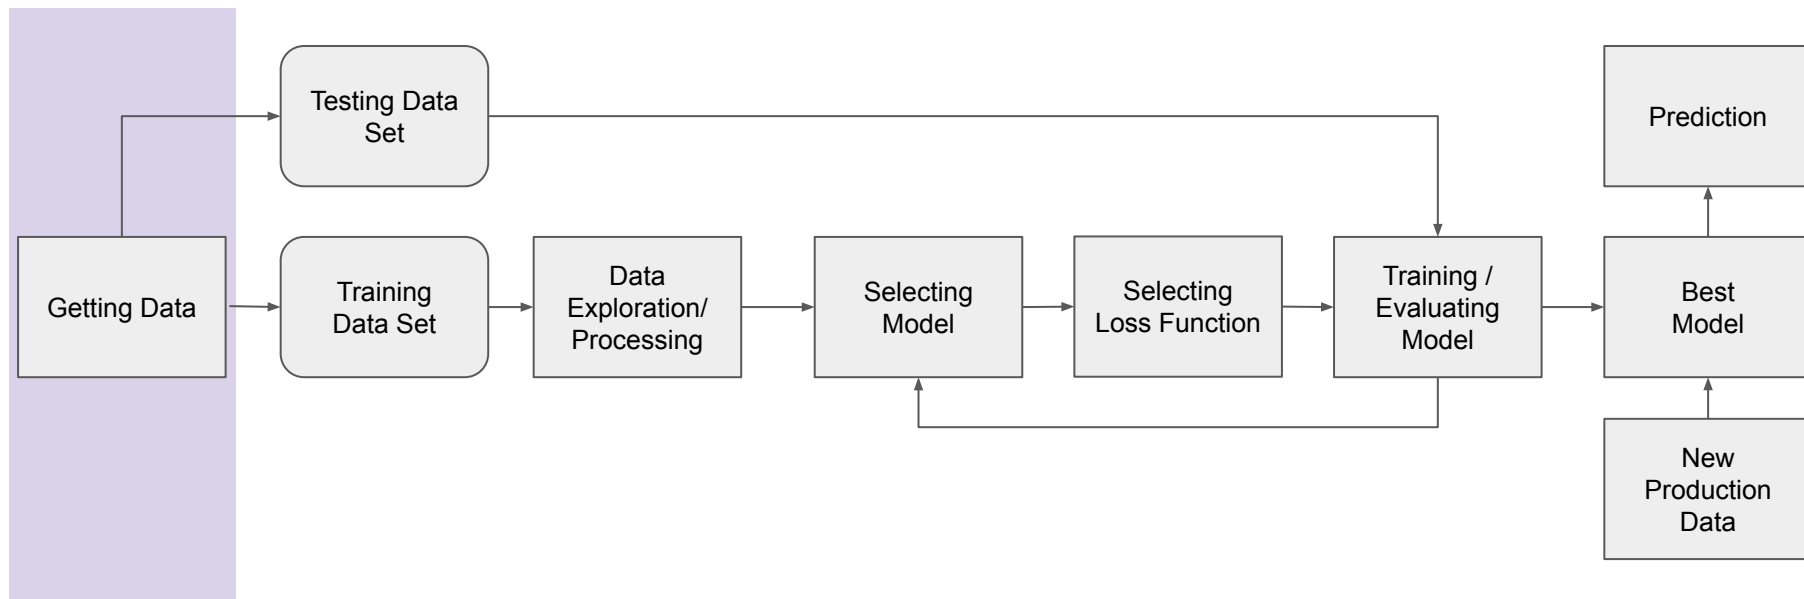 Testing Data
Set
Prediction
Getting Data
Training
Data Set
Data
Exploration/
Processing
Selecting
Model
Selecting
Loss Function
Training /
Evaluating
Model
Best
Model
New
Production
Data